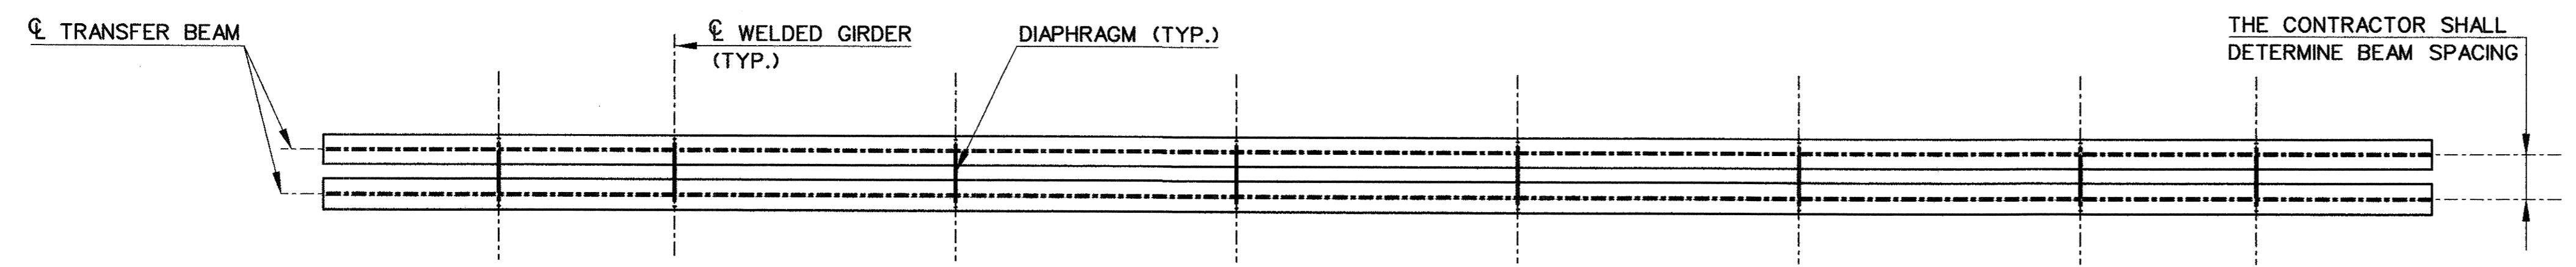 ℄ TRANSFER BEAM
℄ WELDED GIRDER
(TYP.)
DIAPHRAGM (TYP.)
THE CONTRACTOR SHALL
DETERMINE BEAM SPACING